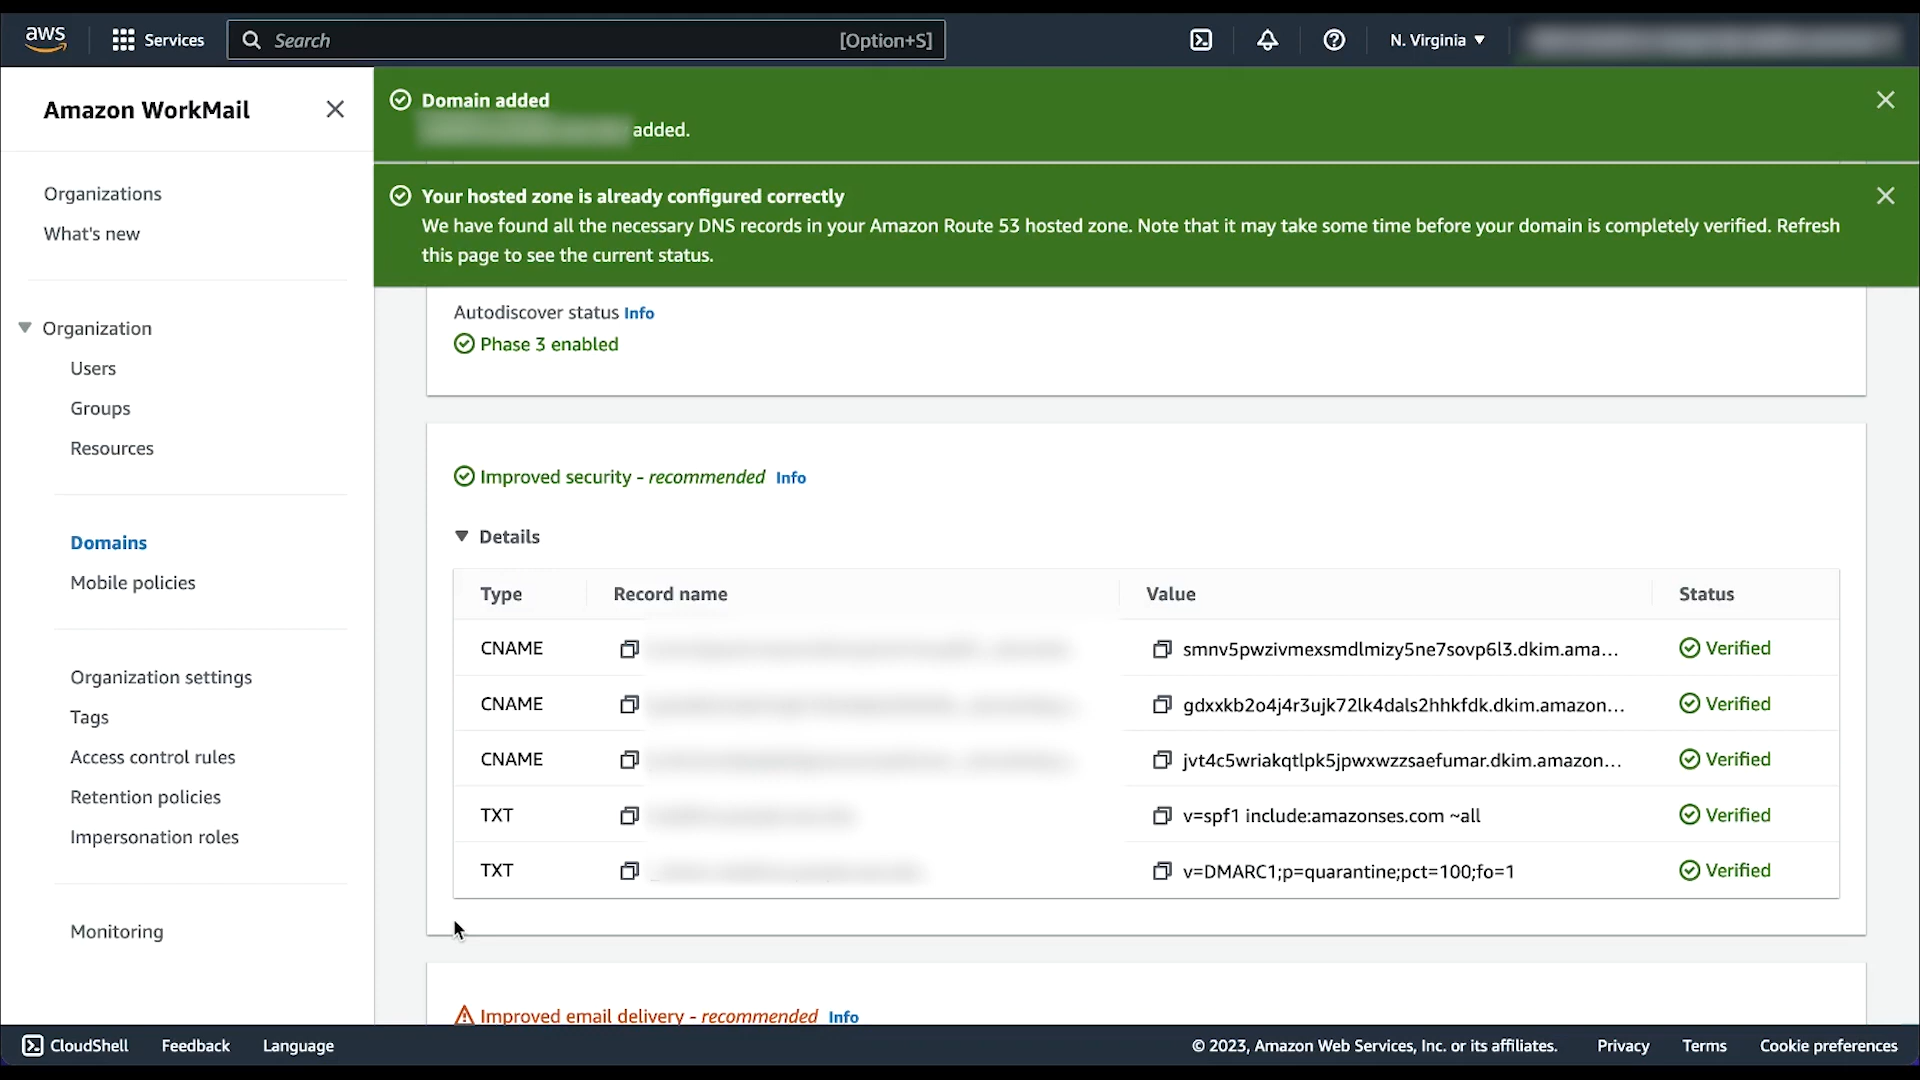 aws
Services
Search
[Option+S]
N. Virginia
Amazon WorkMail
Organizations
What's new
Organization
Users
Groups
Resources
Domains
Mobile policies
Organization settings
Tags
Access control rules
Retention policies
Impersonation roles
Monitoring
Domain added
added.
Your hosted zone is already configured correctly
We have found all the necessary DNS records in your Amazon Route 53 hosted zone. Note that it may take some time before your domain is completely verified. Refresh
this page to see the current status.
Autodiscover status Info
Phase 3 enabled
Improved security - recommended Info
Details
Type Record name Value Status
CNAME smnv5pwzivmexsmdlmizy5ne7sovp6l3.dkim.ama... Verified
CNAME gdxxkb2o4j4r3ujk72lk4dals2hhkfdk.dkim.amazon... Verified
CNAME jvt4c5wriakqtlpk5jpwxwzzsaefumar.dkim.amazon... Verified
TXT v=spf1 include:amazonses.com ~all Verified
TXT v=DMARC1;p=quarantine;pct=100;fo=1 Verified
Improved email delivery - recommended Info
CloudShell Feedback Language
© 2023, Amazon Web Services, Inc. or its affiliates. Privacy Terms Cookie preferences